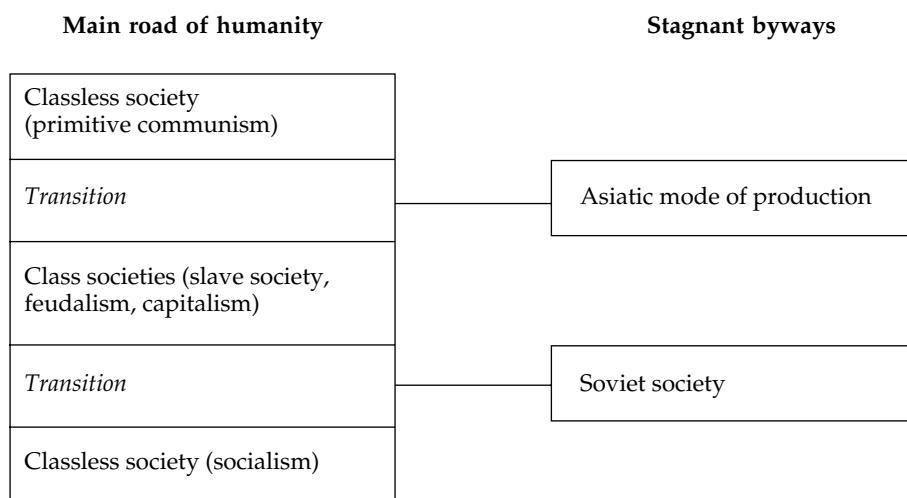 Main road of humanity
Stagnant byways
Classless society
(primitive communism)
Transition
Asiatic mode of production
Class societies (slave society,
feudalism, capitalism)
Transition
Soviet society
Classless society (socialism)